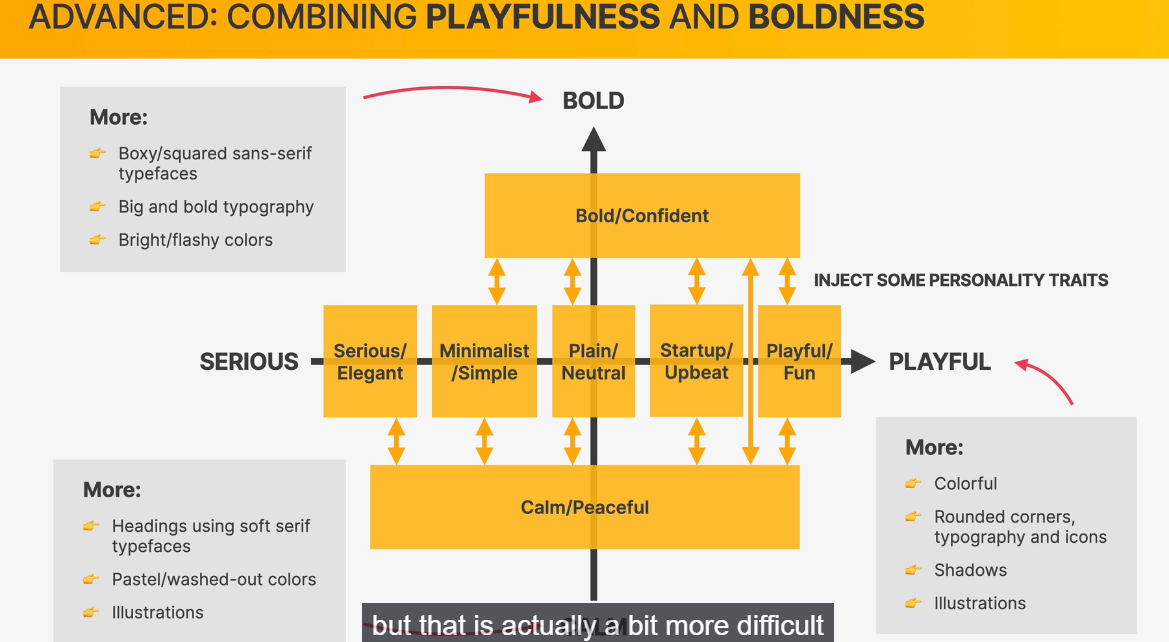 ADVANCED: COMBINING PLAYFULNESS AND BOLDNESS
More:
Boxy/squared sans-serif
typefaces
Big and bold typography
Bright/flashy colors
BOLD
Bold/Confident
INJECT SOME PERSONALITY TRAITS
SERIOUS
Serious/
Elegant
Minimalist
/Simple
Plain/
Neutral
Startup/
Upbeat
Playful/
Fun
PLAYFUL
Calm/Peaceful
More:
Headings using soft serif
typefaces
Pastel/washed-out colors
Illustrations
More:
Colorful
Rounded corners,
typography and icons
Shadows
Illustrations
CALM
but that is actually a bit more difficult